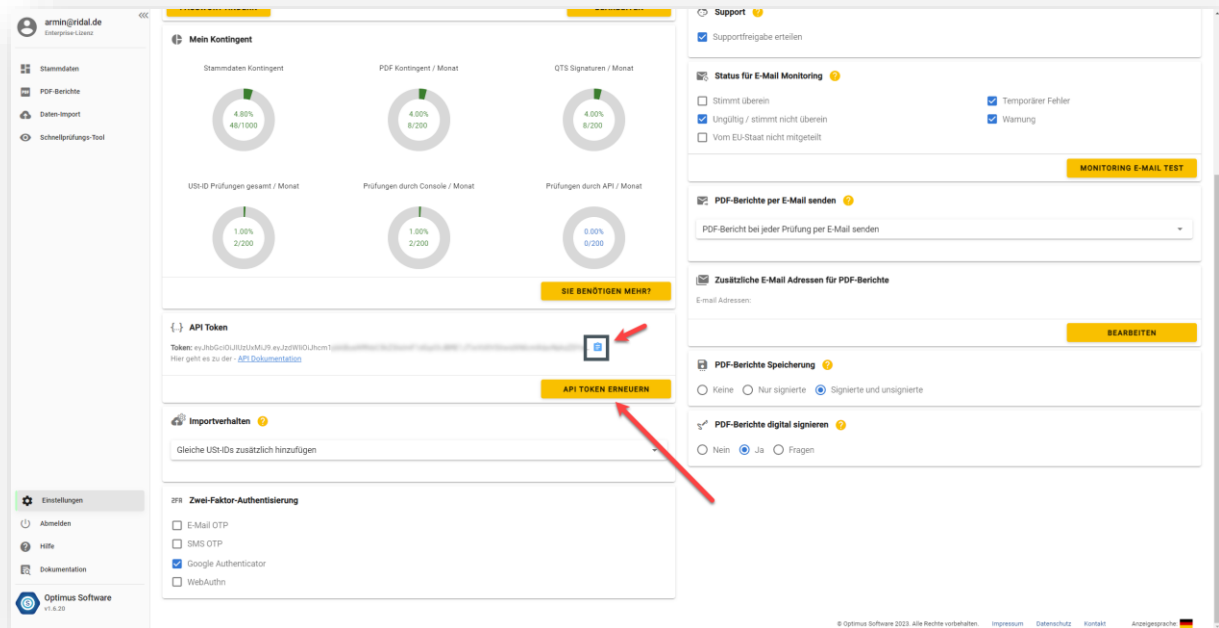 armin@ridal.de
Enterprise-Lizenz
Stammdaten
PDF-Berichte
Daten-Import
Schnellprüfungs-Tool
Einstellungen
Abmelden
Hilfe
Dokumentation
Optimus Software
v1.6.20
PASSWORT ÄNDERN
BEARBEITEN
Mein Kontingent
Stammdaten Kontingent
PDF Kontingent / Monat
QTS Signaturen / Monat
4.80%
48/1000
4.00%
8/200
4.00%
8/200
USt-ID Prüfungen gesamt / Monat
Prüfungen durch Console / Monat
Prüfungen durch API / Monat
1.00%
2/200
1.00%
2/200
0.00%
0/200
SIE BENÖTIGEN MEHR?
{..} API Token
Token: eyJhbGciOiJIUzUxMiJ9.eyJzdWIiOiJhcm1
Hier geht es zu der - API Dokumentation
API TOKEN ERNEUERN
Importverhalten ?
Gleiche USt-IDs zusätzlich hinzufügen
2FA Zwei-Faktor-Authentisierung
E-Mail OTP
SMS OTP
Google Authenticator
WebAuthn
Support ?
Supportfreigabe erteilen
Status für E-Mail Monitoring ?
Stimmt überein
Temporärer Fehler
Ungültig / stimmt nicht überein
Warnung
Vom EU-Staat nicht mitgeteilt
MONITORING E-MAIL TEST
PDF-Berichte per E-Mail senden ?
PDF-Bericht bei jeder Prüfung per E-Mail senden
Zusätzliche E-Mail Adressen für PDF-Berichte
E-mail Adressen:
BEARBEITEN
PDF-Berichte Speicherung ?
Keine Nur signierte Signierte und unsignierte
PDF-Berichte digital signieren ?
Nein Ja Fragen
© Optimus Software 2023. Alle Rechte vorbehalten. Impressum Datenschutz Kontakt Anzeigesprache